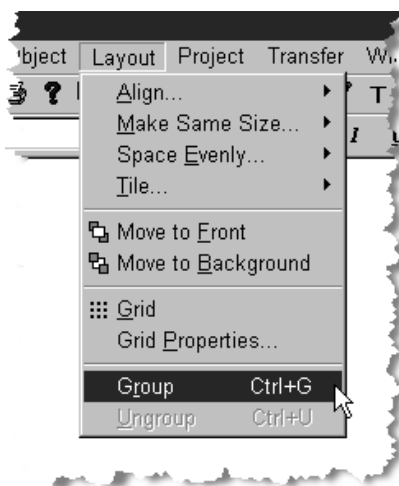 bject Layout Project Transfer
? T
I
Align...
Make Same Size...
Space Evenly...
Tile...
Move to Front
Move to Background
Grid
Grid Properties...
Group Ctrl+G
Ungroup Ctrl+U